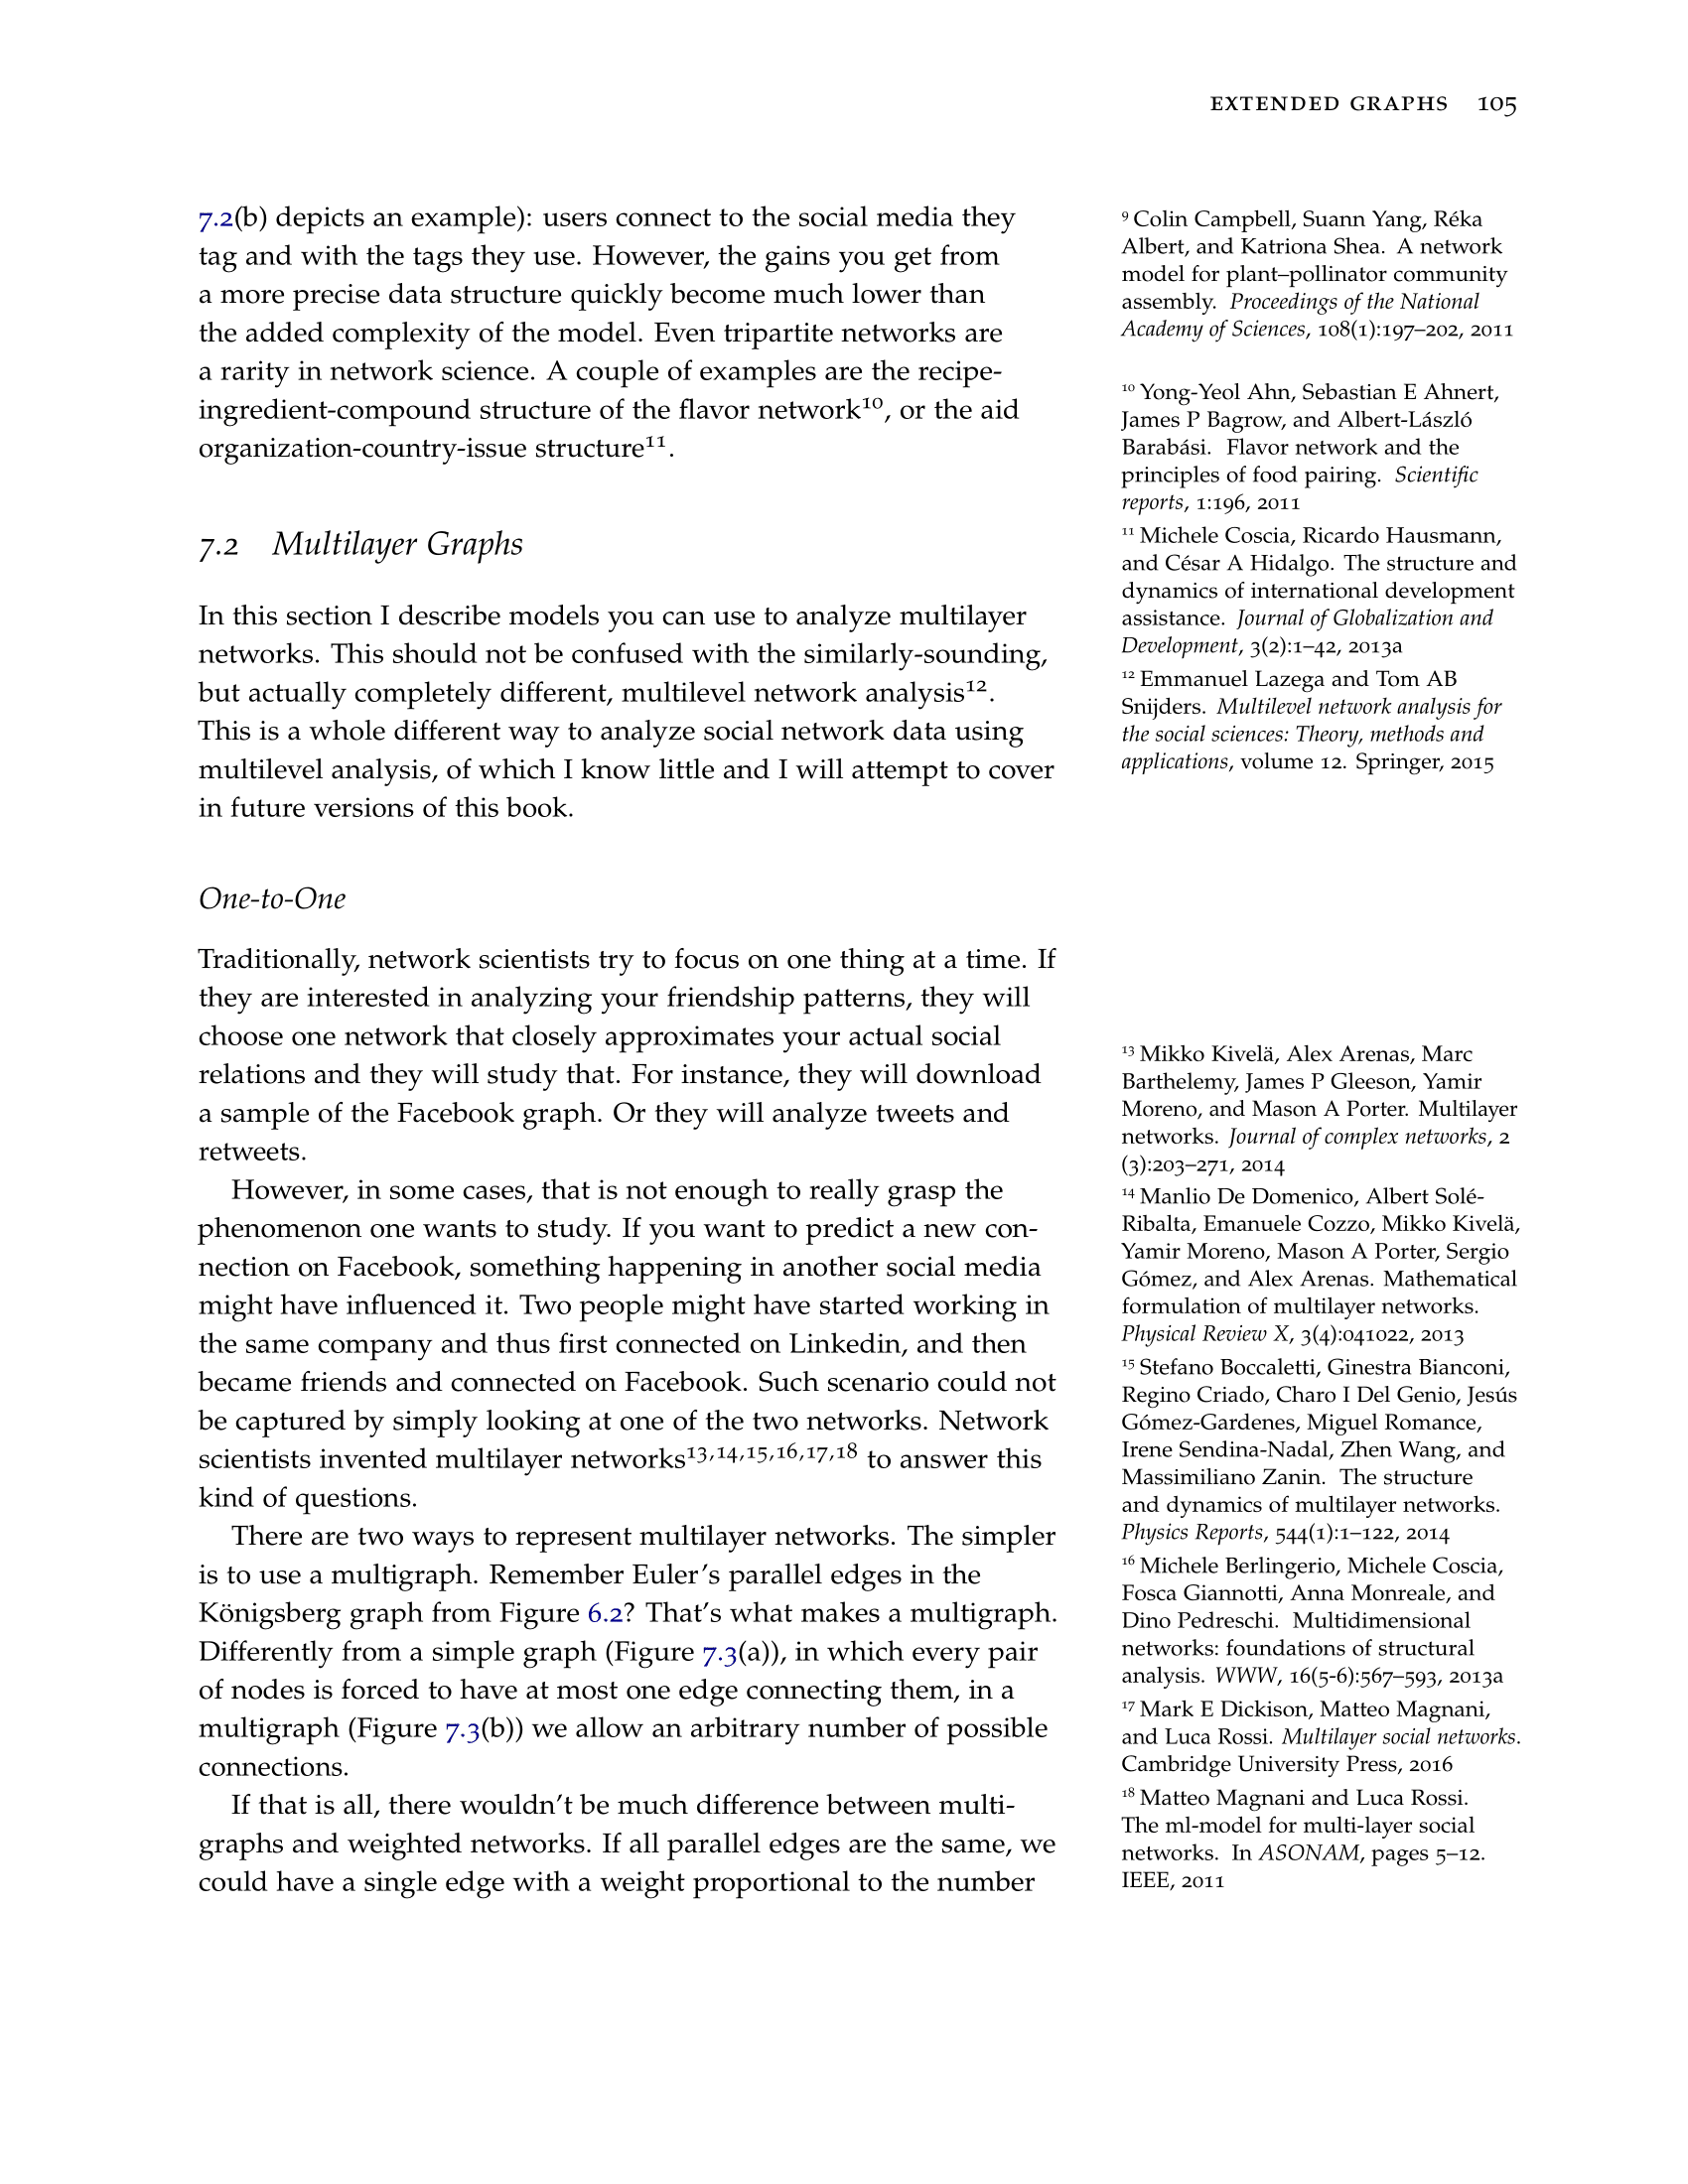 EXTENDED GRAPHS 105
7.2(b) depicts an example): users connect to the social media they
tag and with the tags they use. However, the gains you get from
a more precise data structure quickly become much lower than
the added complexity of the model. Even tripartite networks are
a rarity in network science. A couple of examples are the recipe-
ingredient-compound structure of the flavor network10, or the aid
organization-country-issue structure11.
7.2 Multilayer Graphs
In this section I describe models you can use to analyze multilayer
networks. This should not be confused with the similarly-sounding,
but actually completely different, multilevel network analysis12.
This is a whole different way to analyze social network data using
multilevel analysis, of which I know little and I will attempt to cover
in future versions of this book.
One-to-One
Traditionally, network scientists try to focus on one thing at a time. If
they are interested in analyzing your friendship patterns, they will
choose one network that closely approximates your actual social
relations and they will study that. For instance, they will download
a sample of the Facebook graph. Or they will analyze tweets and
retweets.
However, in some cases, that is not enough to really grasp the
phenomenon one wants to study. If you want to predict a new con-
nection on Facebook, something happening in another social media
might have influenced it. Two people might have started working in
the same company and thus first connected on Linkedin, and then
became friends and connected on Facebook. Such scenario could not
be captured by simply looking at one of the two networks. Network
scientists invented multilayer networks13,14,15,16,17,18 to answer this
kind of questions.
There are two ways to represent multilayer networks. The simpler
is to use a multigraph. Remember Euler's parallel edges in the
Königsberg graph from Figure 6.2? That's what makes a multigraph.
Differently from a simple graph (Figure 7.3(a)), in which every pair
of nodes is forced to have at most one edge connecting them, in a
multigraph (Figure 7.3(b)) we allow an arbitrary number of possible
connections.
If that is all, there wouldn't be much difference between multi-
graphs and weighted networks. If all parallel edges are the same, we
could have a single edge with a weight proportional to the number
9 Colin Campbell, Suann Yang, Réka
Albert, and Katriona Shea. A network
model for plant–pollinator community
assembly. Proceedings of the National
Academy of Sciences, 108(1):197–202, 2011
10 Yong-Yeol Ahn, Sebastian E Ahnert,
James P Bagrow, and Albert-László
Barabási. Flavor network and the
principles of food pairing. Scientific
reports, 1:196, 2011
11 Michele Coscia, Ricardo Hausmann,
and César A Hidalgo. The structure and
dynamics of international development
assistance. Journal of Globalization and
Development, 3(2):1–42, 2013a
12 Emmanuel Lazega and Tom AB
Snijders. Multilevel network analysis for
the social sciences: Theory, methods and
applications, volume 12. Springer, 2015
13 Mikko Kivelä, Alex Arenas, Marc
Barthelemy, James P Gleeson, Yamir
Moreno, and Mason A Porter. Multilayer
networks. Journal of complex networks, 2
(3):203–271, 2014
14 Manlio De Domenico, Albert Solé-
Ribalta, Emanuele Cozzo, Mikko Kivelä,
Yamir Moreno, Mason A Porter, Sergio
Gómez, and Alex Arenas. Mathematical
formulation of multilayer networks.
Physical Review X, 3(4):041022, 2013
15 Stefano Boccaletti, Ginestra Bianconi,
Regino Criado, Charo I Del Genio, Jesús
Gómez-Gardenes, Miguel Romance,
Irene Sendina-Nadal, Zhen Wang, and
Massimiliano Zanin. The structure
and dynamics of multilayer networks.
Physics Reports, 544(1):1–122, 2014
16 Michele Berlingerio, Michele Coscia,
Fosca Giannotti, Anna Monreale, and
Dino Pedreschi. Multidimensional
networks: foundations of structural
analysis. WWW, 16(5-6):567–593, 2013a
17 Mark E Dickison, Matteo Magnani,
and Luca Rossi. Multilayer social networks.
Cambridge University Press, 2016
18 Matteo Magnani and Luca Rossi.
The ml-model for multi-layer social
networks. In ASONAM, pages 5–12.
IEEE, 2011